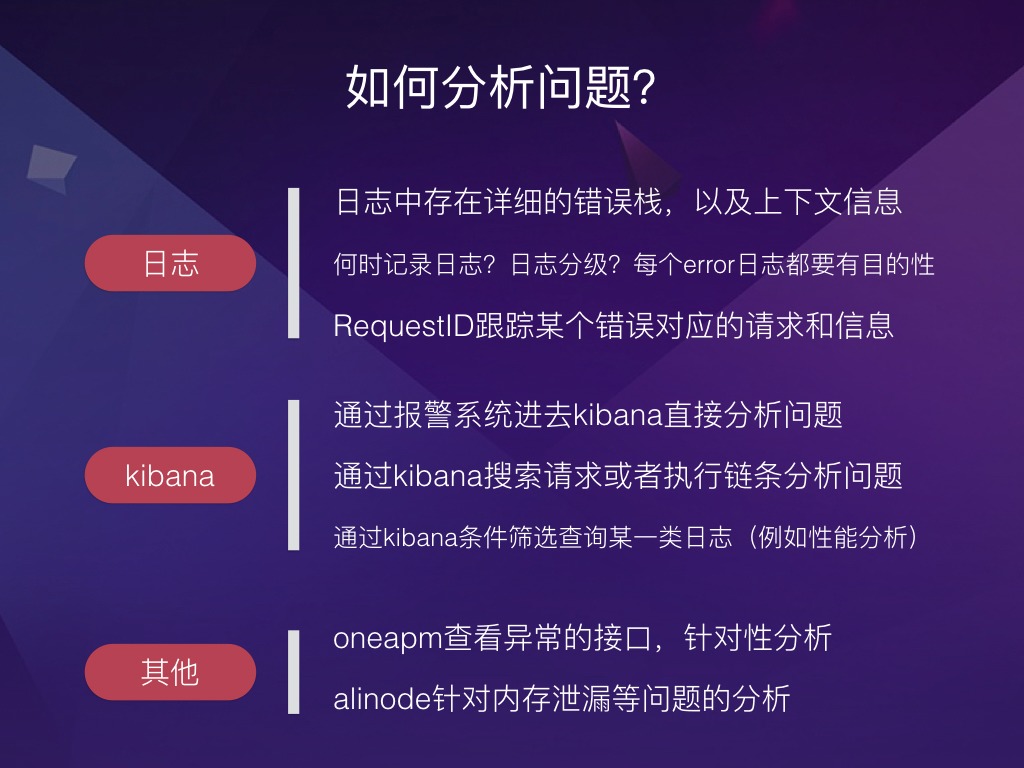 如何分析问题？
日志
日志中存在详细的错误栈，以及上下文信息
何时记录日志？日志分级？每个error日志都要有目的性
RequestID跟踪某个错误对应的请求和信息
kibana
通过报警系统进去kibana直接分析问题
通过kibana搜索请求或者执行链条分析问题
通过kibana条件筛选查询某一类日志（例如性能分析）
其他
oneapm查看异常的接口，针对性分析
alinode针对内存泄漏等问题的分析